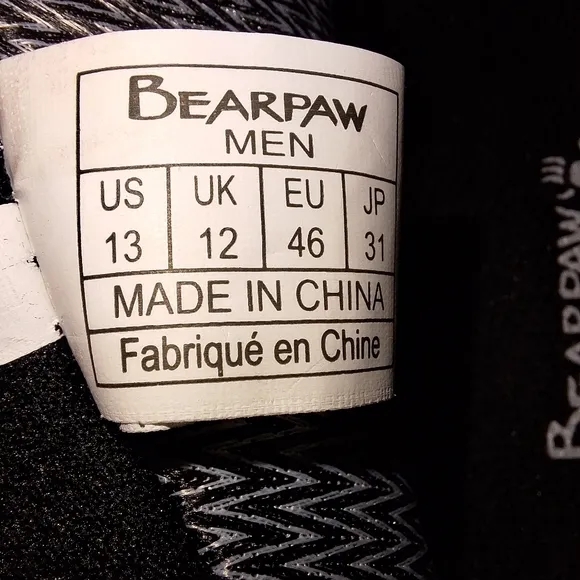 BEARPAW
MEN
US UK EU JP
13 12 46 31
MADE IN CHINA
Fabriqué en Chine
BEARPAW